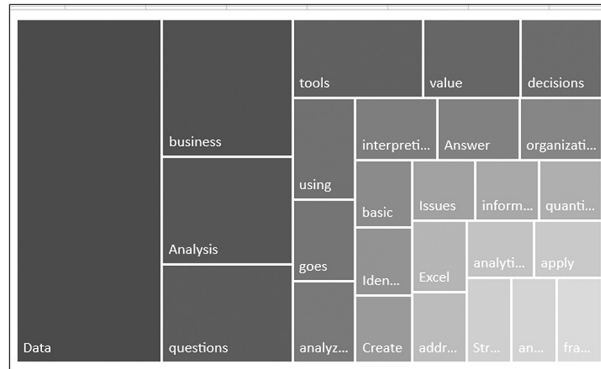 Data
business
Analysis
questions
tools
value
decisions
using
goes
analyz...
interpreti...
Answer
organizati...
basic
Iden...
Create
Issues
inform...
quanti...
Excel
addr...
analyti...
apply
Str...
an...
fra...